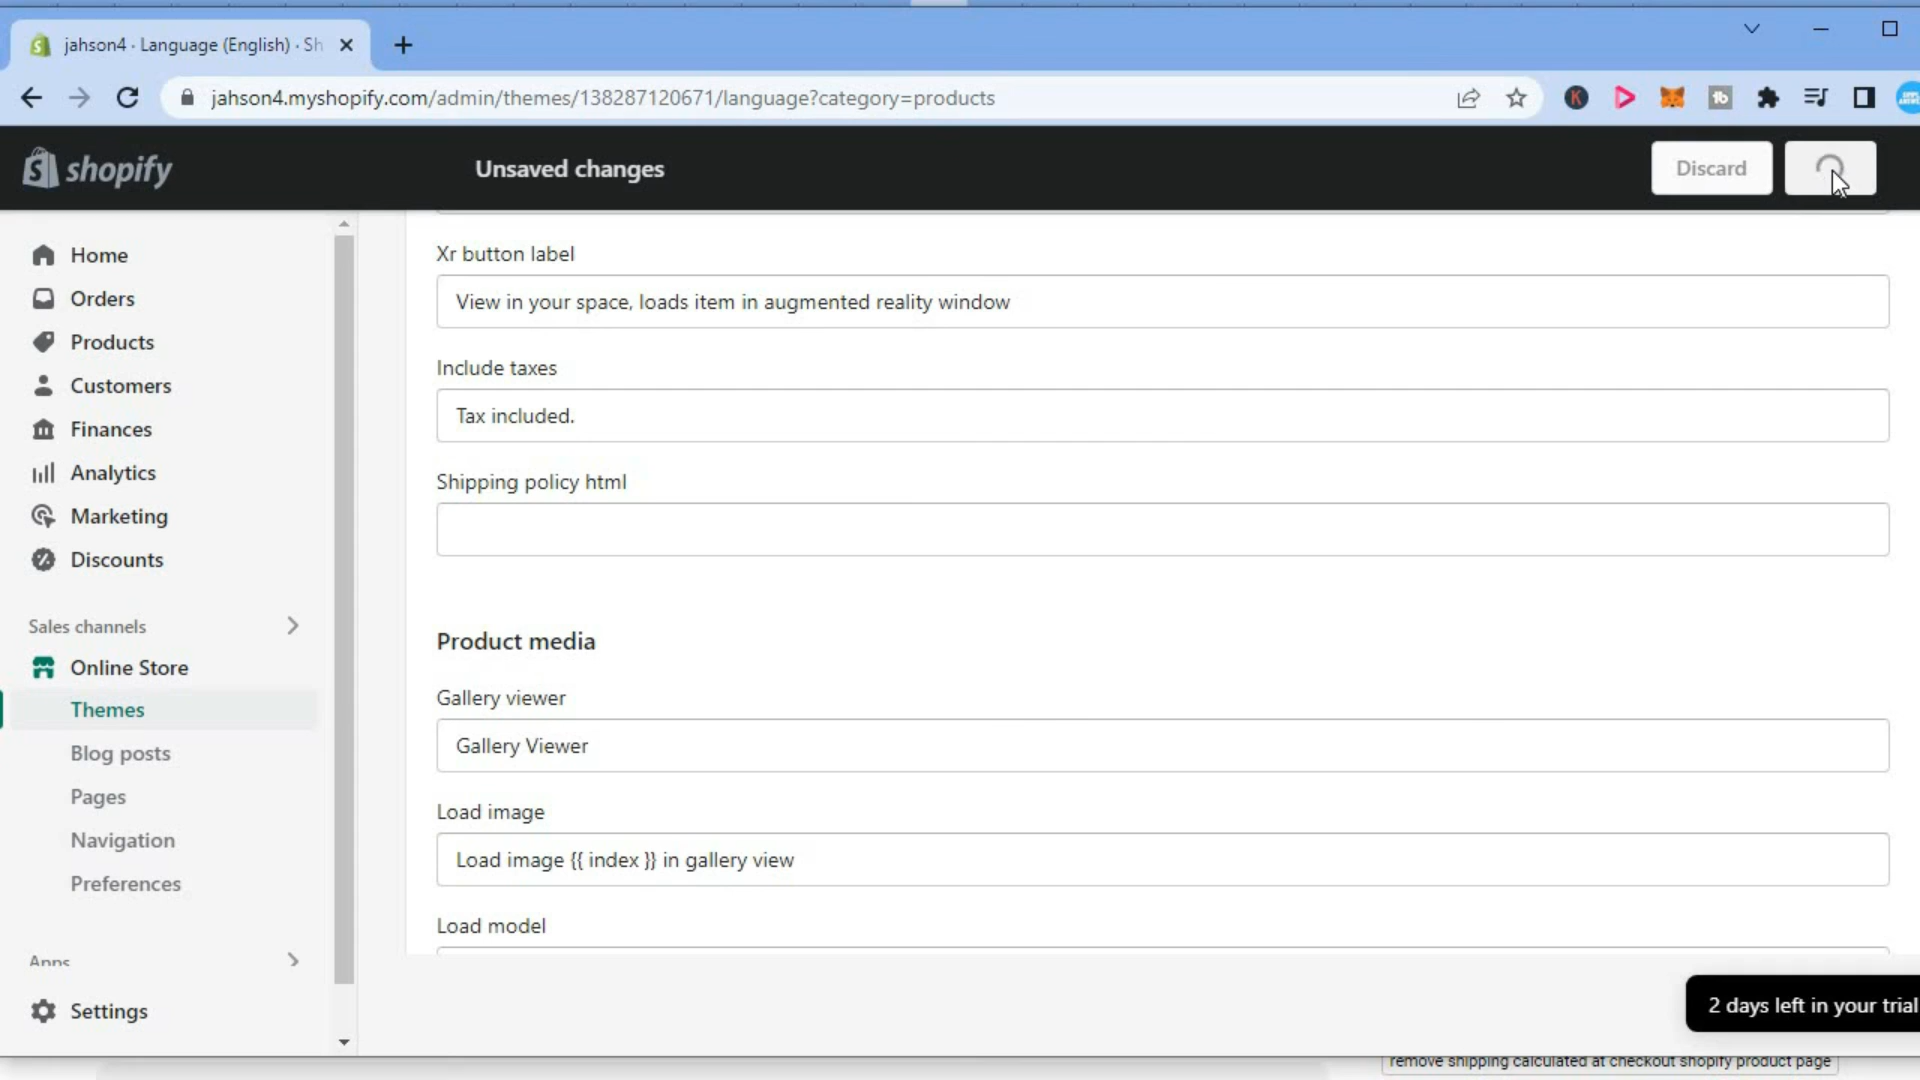 jahson4 · Language (English) · Sh
jahson4.myshopify.com/admin/themes/138287120671/language?category=products
shopify
Unsaved changes
Discard
Home
Orders
Products
Customers
Finances
Analytics
Marketing
Discounts
Sales channels
Online Store
Themes
Blog posts
Pages
Navigation
Preferences
Apps
Settings
Xr button label
View in your space, loads item in augmented reality window
Include taxes
Tax included.
Shipping policy html
Product media
Gallery viewer
Gallery Viewer
Load image
Load image {{ index }} in gallery view
Load model
2 days left in your trial
remove shipping calculated at checkout shopify product page